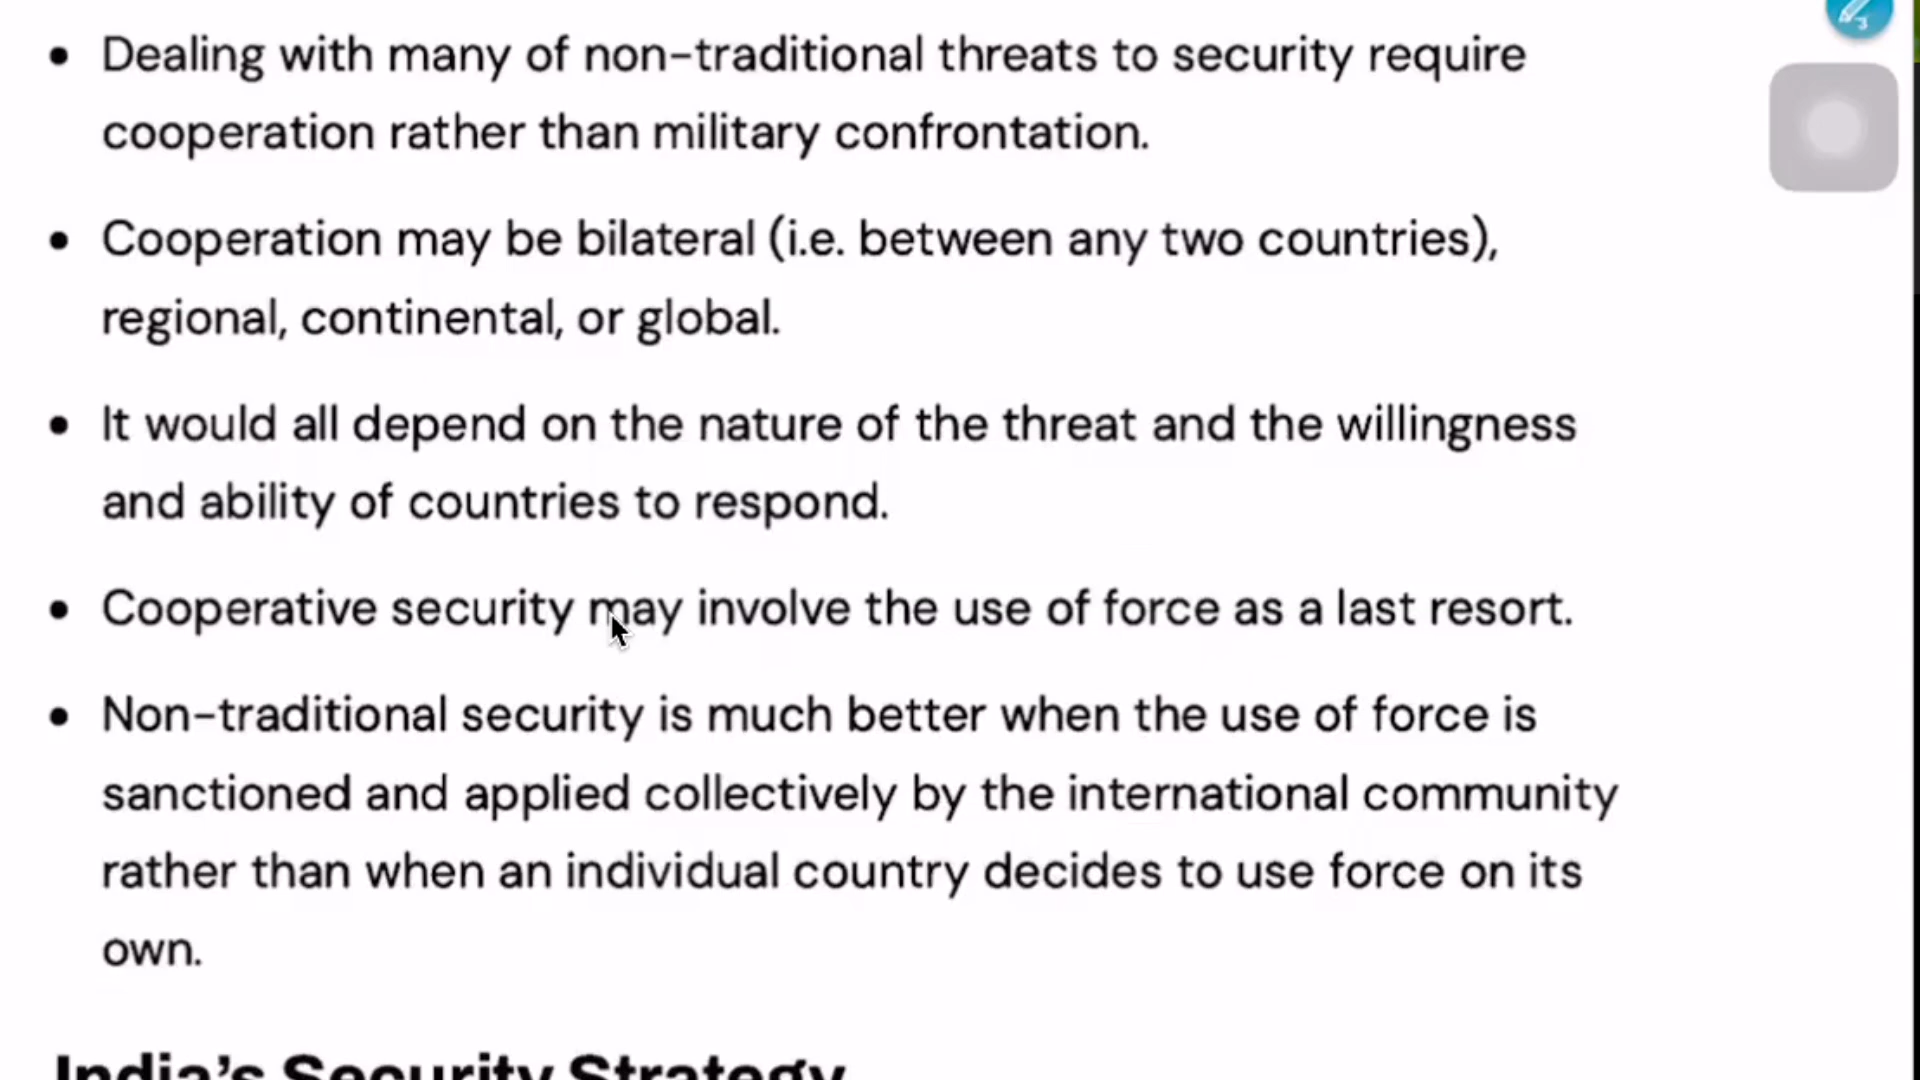 • Dealing with many of non-traditional threats to security require
cooperation rather than military confrontation.
• Cooperation may be bilateral (i.e. between any two countries),
regional, continental, or global.
• It would all depend on the nature of the threat and the willingness
and ability of countries to respond.
• Cooperative security may involve the use of force as a last resort.
• Non-traditional security is much better when the use of force is
sanctioned and applied collectively by the international community
rather than when an individual country decides to use force on its
own.
India's Security Strategy